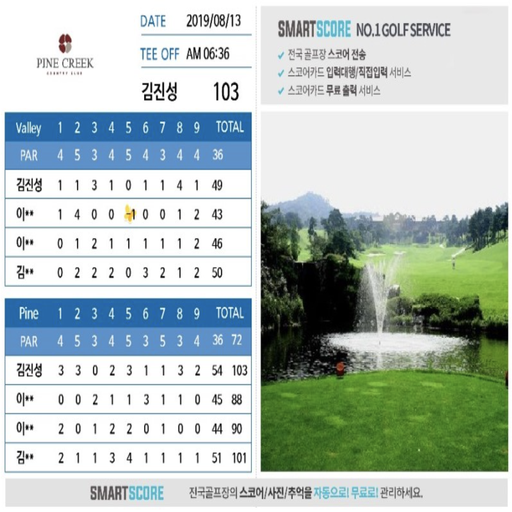 PINE CREEK
COUNTRY CLUB
DATE 2019/08/13
TEE OFF AM 06:36
김진성 103
SMARTSCORE NO.1 GOLF SERVICE
✓ 전국 골프장 스코어 전송
✓ 스코어카드 입력대행/직접입력 서비스
✓ 스코어카드 무료 출력 서비스
Valley 1 2 3 4 5 6 7 8 9 TOTAL
PAR 4 5 3 4 5 4 3 4 4 36
김진성 1 1 3 1 0 1 1 4 1 49
이** 1 4 0 0 -1 0 0 1 2 43
이** 0 1 2 1 1 1 1 1 2 46
김** 0 2 2 2 0 3 2 1 2 50
Pine 1 2 3 4 5 6 7 8 9 TOTAL
PAR 4 5 3 4 5 3 4 5 3 4 36 72
김진성 3 3 0 2 3 1 1 3 2 54 103
이** 0 0 2 1 1 3 1 1 0 45 88
이** 2 0 1 2 2 0 1 0 0 44 90
김** 2 1 1 3 4 1 1 1 1 51 101
SMARTSCORE 전국골프장의 스코어/사진/추억을 자동으로! 무료로! 관리하세요.